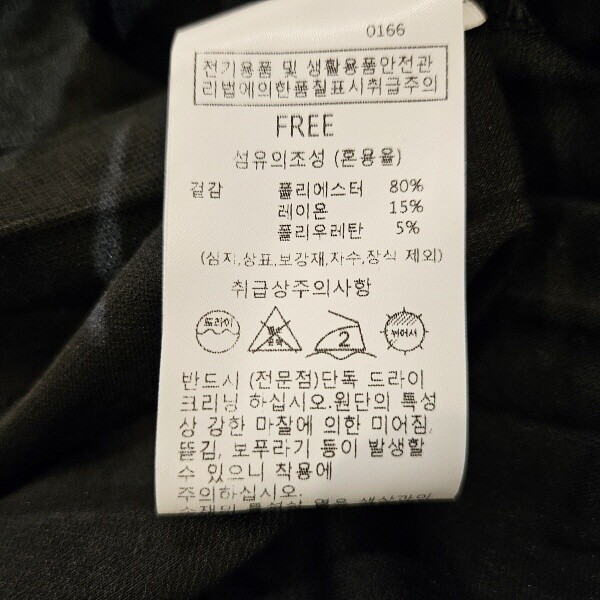 0166
전기용품 및 생활용품안전관
리법에의한품질표시취급주의
FREE
섬유의조성 (혼용율)
겉감 폴리에스터 80%
레이온 15%
폴리우레탄 5%
(심지,상표,보강재,자수,장식 제외)
취급상주의사항
드라이 2 뉘어서
반드시 (전문점)단독 드라이
크리닝 하십시오.원단의 특성
상 강한 마찰에 의한 미어짐,
뜯김, 보푸라기 등이 발생할
수 있으니 착용에
주의하십시오.